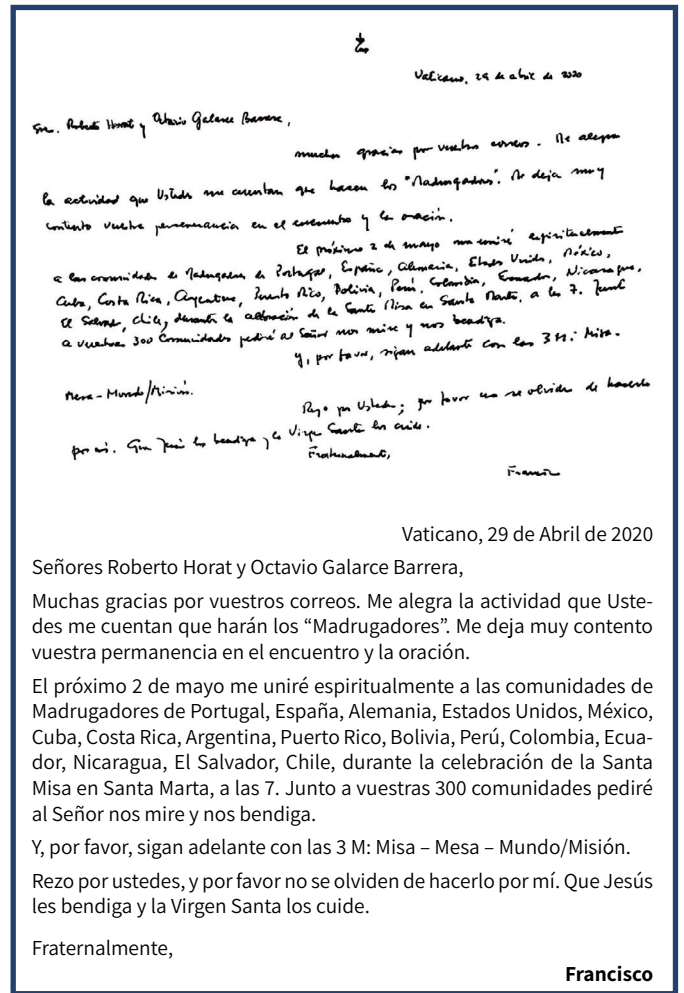 Vaticano, 29 de abril de 2020
Sres. Roberto Horat y Octavio Galarce Barrera,
muchas gracias por vuestros correos. Me alegra
la actividad que Ustedes me cuentan que hacen los "Madrugadores". Me deja muy
contento vuestra perseverancia en el encuentro y la oración.
El próximo 2 de mayo me uniré espiritualmente
a las comunidades de Madrugadores de Portugal, España, Alemania, Estados Unidos, México,
Cuba, Costa Rica, Argentina, Puerto Rico, Bolivia, Perú, Colombia, Ecuador, Nicaragua,
El Salvador, Chile, durante la celebración de la Santa Misa en Santa Marta, a las 7. Junto
a vuestras 300 Comunidades pediré al Señor nos mire y nos bendiga.
Y, por favor, sigan adelante con las 3 M: Misa-
Mesa-Mundo/Misión.
Rezo por Ustedes; por favor no se olviden de hacerlo
por mí. Que Jesús los bendiga y la Virgen Santa los cuide.
Fraternalmente,
Francisco
Vaticano, 29 de Abril de 2020
Señores Roberto Horat y Octavio Galarce Barrera,
Muchas gracias por vuestros correos. Me alegra la actividad que Uste-
des me cuentan que harán los “Madrugadores”. Me deja muy contento
vuestra permanencia en el encuentro y la oración.
El próximo 2 de mayo me uniré espiritualmente a las comunidades de
Madrugadores de Portugal, España, Alemania, Estados Unidos, México,
Cuba, Costa Rica, Argentina, Puerto Rico, Bolivia, Perú, Colombia, Ecua-
dor, Nicaragua, El Salvador, Chile, durante la celebración de la Santa
Misa en Santa Marta, a las 7. Junto a vuestras 300 comunidades pediré
al Señor nos mire y nos bendiga.
Y, por favor, sigan adelante con las 3 M: Misa – Mesa – Mundo/Misión.
Rezo por ustedes, y por favor no se olviden de hacerlo por mí. Que Jesús
les bendiga y la Virgen Santa los cuide.
Fraternalmente,
Francisco